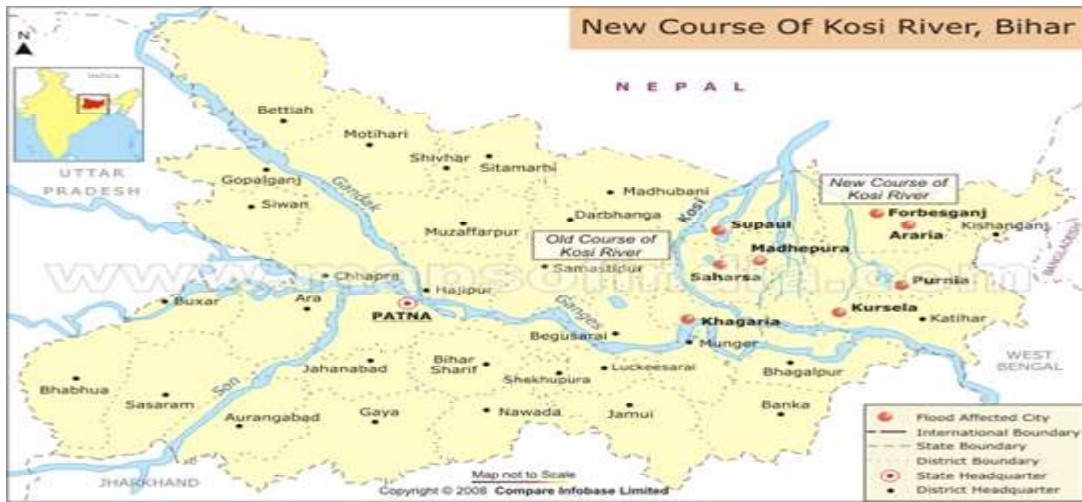 New Course Of Kosi River, Bihar
N
INDIA
NEPAL
UTTAR
PRADESH
Bettiah
Motihari
Shivhar
Sitamarhi
Gopalganj
Siwan
Gandak
Madhubani
Darbhanga
Muzaffarpur
Kosi
New Course of
Kosi River
Supaul
Forbesganj
Araria
Kishanganj
Old Course of
Kosi River
Madhepura
Saharsa
BANGLADESH
Samastipur
www.mapsofindia.com
Chhapra
Hajipur
Buxar
Ara
PATNA
Ganges
Purnia
Kursela
Katihar
Khagaria
Begusarai
Munger
WEST
BENGAL
Bhabhua
Sasaram
Son
Jahanabad
Bihar
Sharif
Shekhupura
Luckeesarai
Bhagalpur
Aurangabad
Gaya
Nawada
Jamui
Banka
JHARKHAND
Map not to Scale
Copyright © 2008 Compare Infobase Limited
Flood Affected City
International Boundary
State Boundary
District Boundary
State Headquarter
District Headquarter